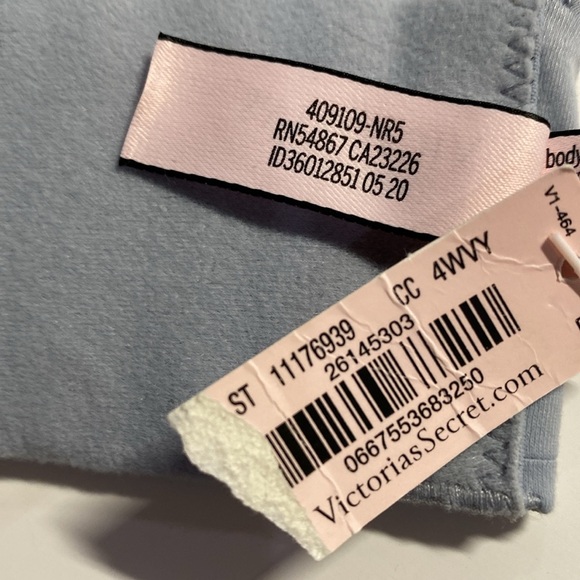 409109-NR5
RN54867 CA23226
ID36012851 05 20
body
V1-464
ST 11176939 CC 4WVY
26145303
0667553683250
VictoriasSecret.com